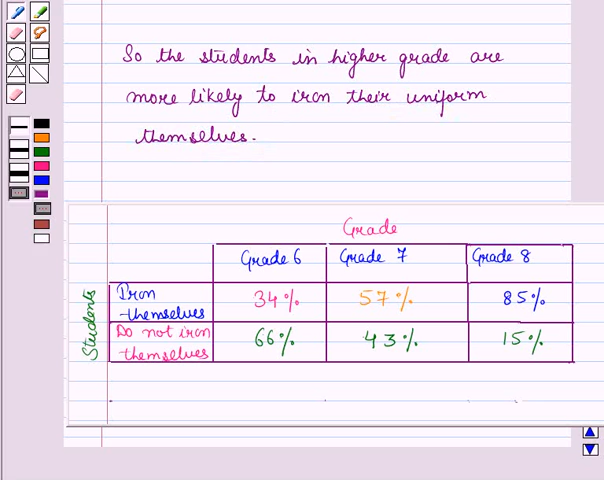 So the students in higher grade are
more likely to iron their uniform
themselves.
Grade
Grade 6 Grade 7 Grade 8
Students
Iron
themselves 34% 57% 85%
Do not iron
themselves 66% 43% 15%